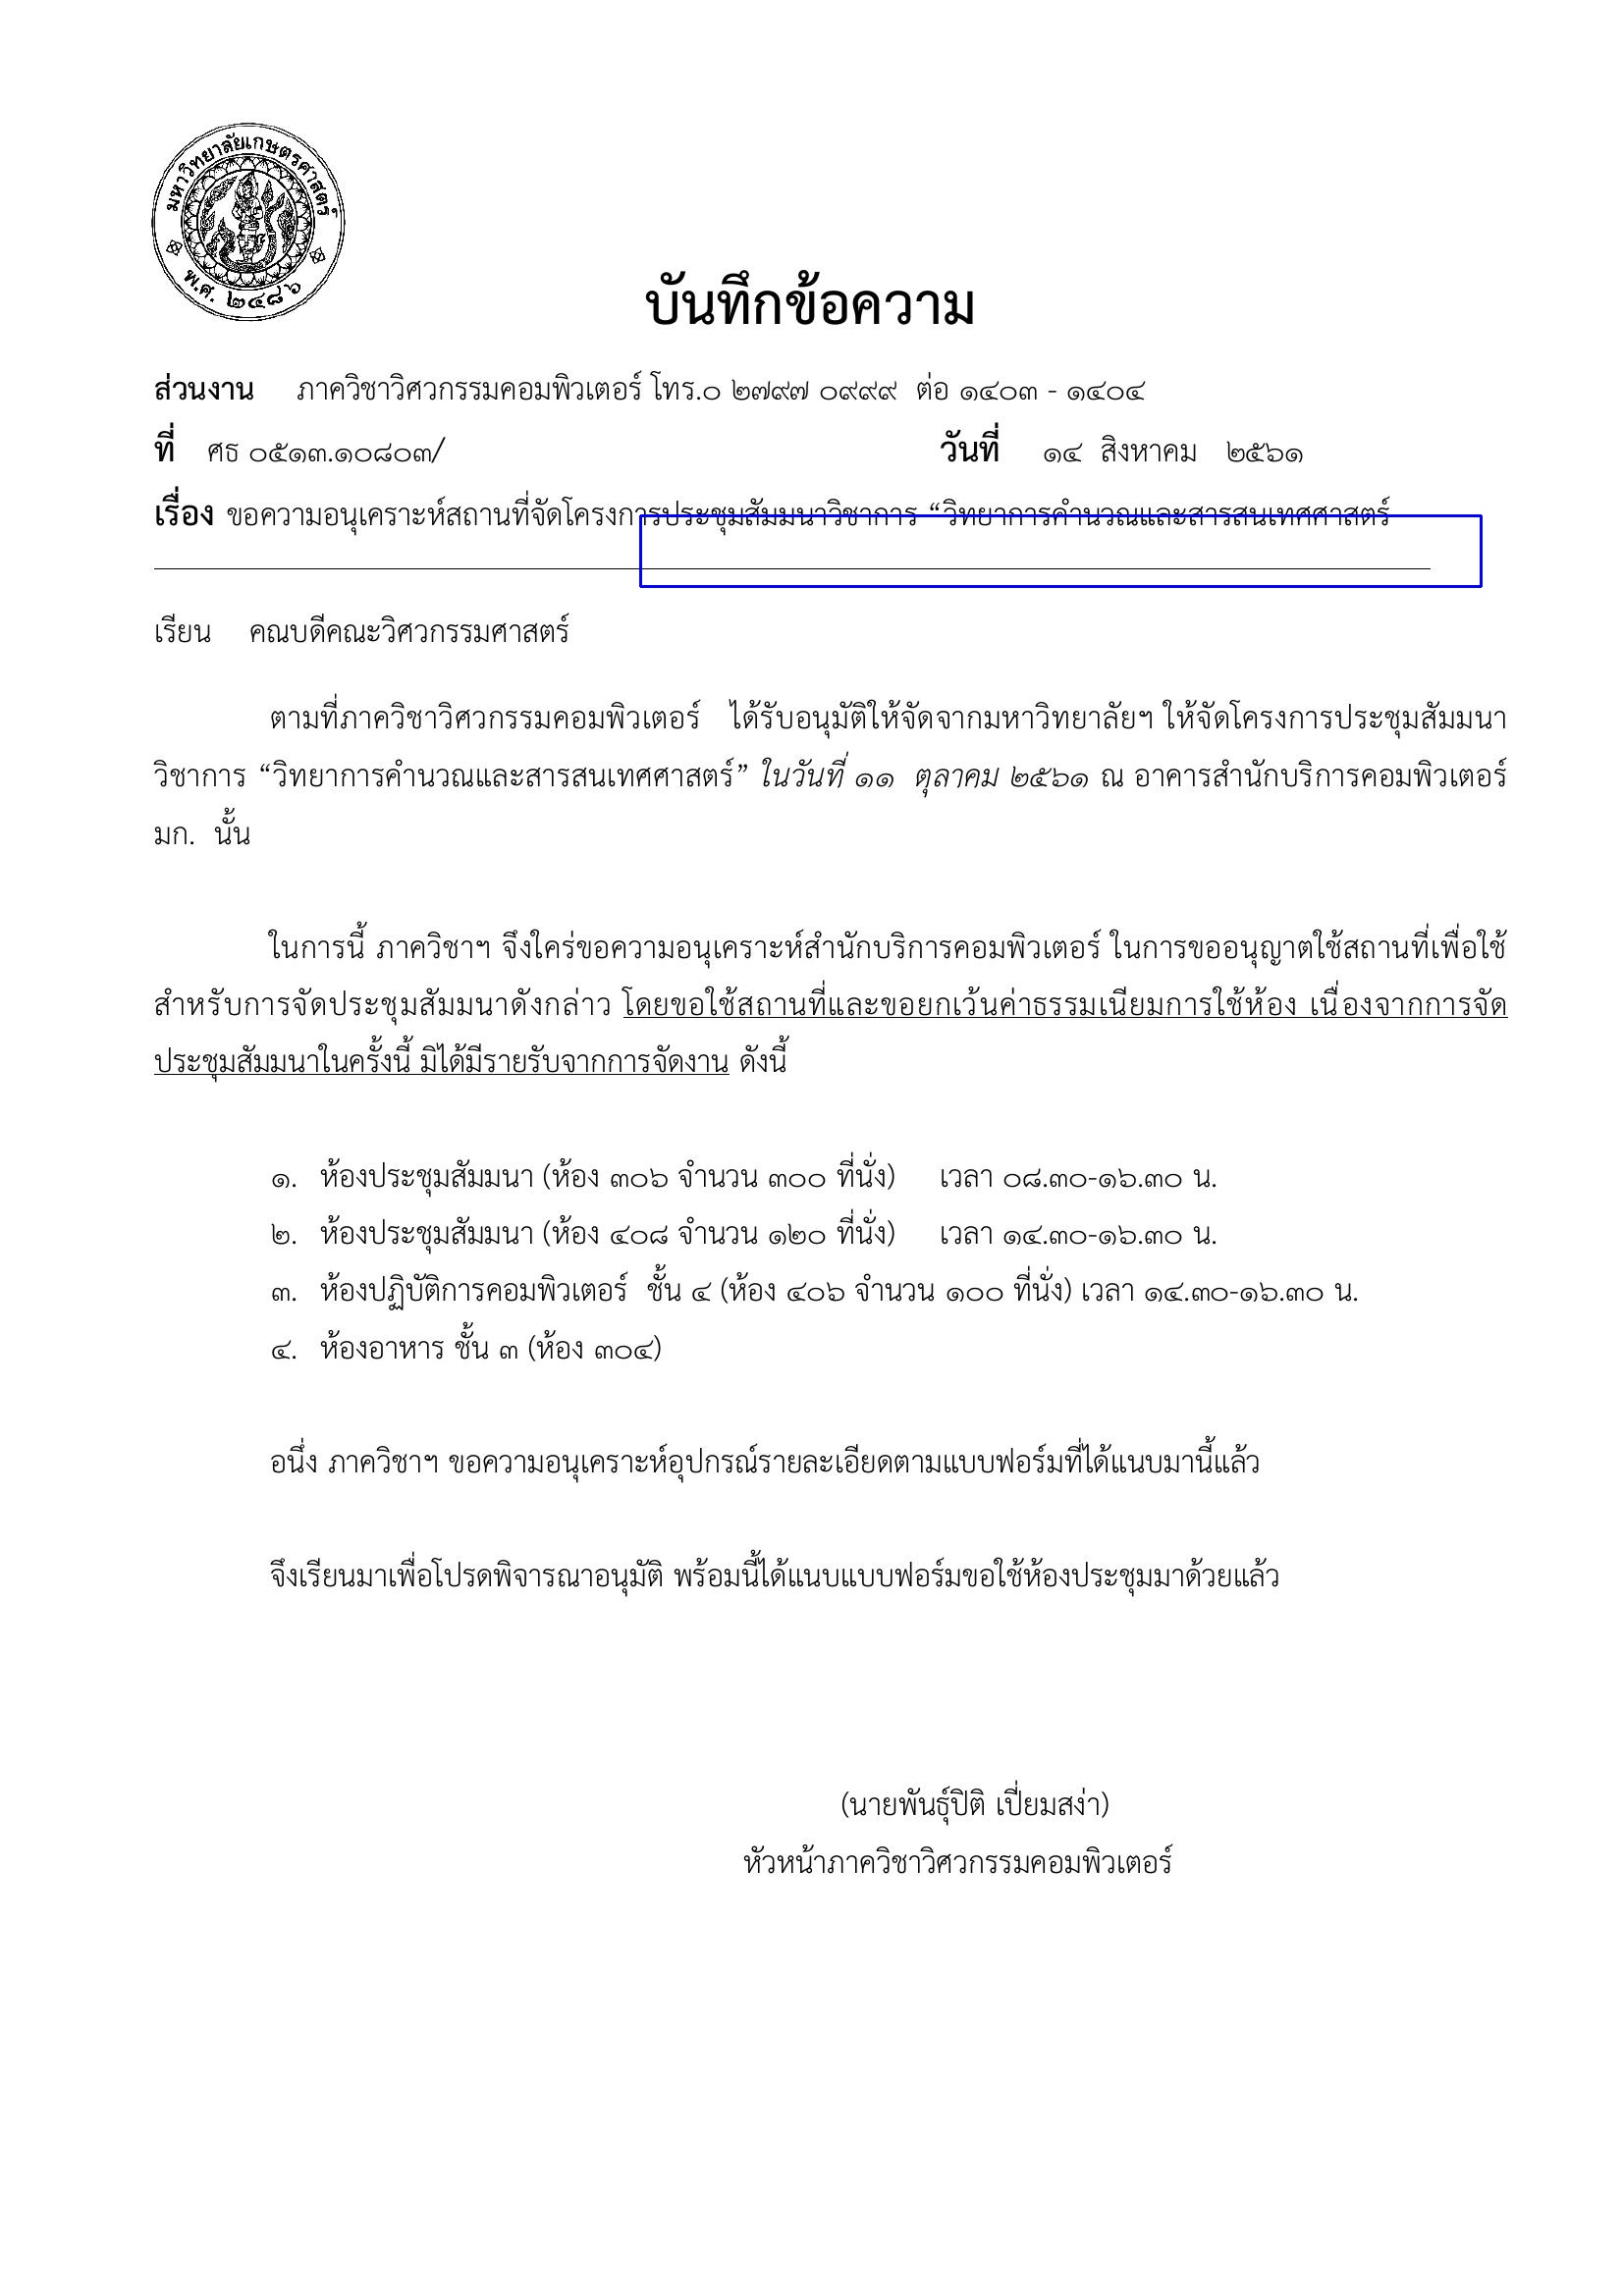 มหาวิทยาลัยเกษตรศาสตร์
พ.ศ. ๒๔๘๖
บันทึกข้อความ
ส่วนงาน ภาควิชาวิศวกรรมคอมพิวเตอร์ โทร.๐ ๒๗๙๗ ๐๙๙๙ ต่อ ๑๔๐๓ - ๑๔๐๔
ที่ ศธ ๐๕๑๓.๑๐๘๐๓/ วันที่ ๑๔ สิงหาคม ๒๕๖๑
เรื่อง ขอความอนุเคราะห์สถานที่จัดโครงการประชุมสัมมนาวิชาการ “วิทยาการคำนวณและสารสนเทศศาสตร์
เรียน คณบดีคณะวิศวกรรมศาสตร์
ตามที่ภาควิชาวิศวกรรมคอมพิวเตอร์ ได้รับอนุมัติให้จัดจากมหาวิทยาลัยฯ ให้จัดโครงการประชุมสัมมนา
วิชาการ “วิทยาการคำนวณและสารสนเทศศาสตร์” ในวันที่ ๑๑ ตุลาคม ๒๕๖๑ ณ อาคารสำนักบริการคอมพิวเตอร์
มก. นั้น
ในการนี้ ภาควิชาฯ จึงใคร่ขอความอนุเคราะห์สำนักบริการคอมพิวเตอร์ ในการขออนุญาตใช้สถานที่เพื่อใช้
สำหรับการจัดประชุมสัมมนาดังกล่าว โดยขอใช้สถานที่และขอยกเว้นค่าธรรมเนียมการใช้ห้อง เนื่องจากการจัด
ประชุมสัมมนาในครั้งนี้ มิได้มีรายรับจากการจัดงาน ดังนี้
๑. ห้องประชุมสัมมนา (ห้อง ๓๐๖ จำนวน ๓๐๐ ที่นั่ง) เวลา ๐๘.๓๐-๑๖.๓๐ น.
๒. ห้องประชุมสัมมนา (ห้อง ๔๐๘ จำนวน ๑๒๐ ที่นั่ง) เวลา ๑๔.๓๐-๑๖.๓๐ น.
๓. ห้องปฏิบัติการคอมพิวเตอร์ ชั้น ๔ (ห้อง ๔๐๖ จำนวน ๑๐๐ ที่นั่ง) เวลา ๑๔.๓๐-๑๖.๓๐ น.
๔. ห้องอาหาร ชั้น ๓ (ห้อง ๓๐๔)
อนึ่ง ภาควิชาฯ ขอความอนุเคราะห์อุปกรณ์รายละเอียดตามแบบฟอร์มที่ได้แนบมานี้แล้ว
จึงเรียนมาเพื่อโปรดพิจารณาอนุมัติ พร้อมนี้ได้แนบแบบฟอร์มขอใช้ห้องประชุมมาด้วยแล้ว
(นายพันธุ์ปิติ เปี่ยมสง่า)
หัวหน้าภาควิชาวิศวกรรมคอมพิวเตอร์